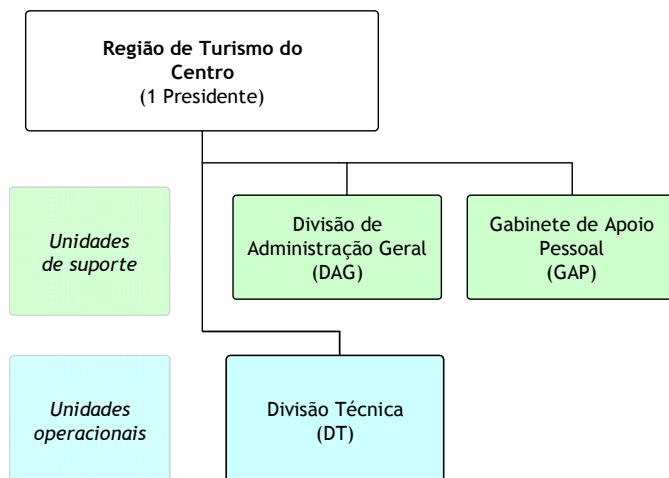 Região de Turismo do
Centro
(1 Presidente)
Unidades
de suporte
Divisão de
Administração Geral
(DAG)
Gabinete de Apoio
Pessoal
(GAP)
Unidades
operacionais
Divisão Técnica
(DT)